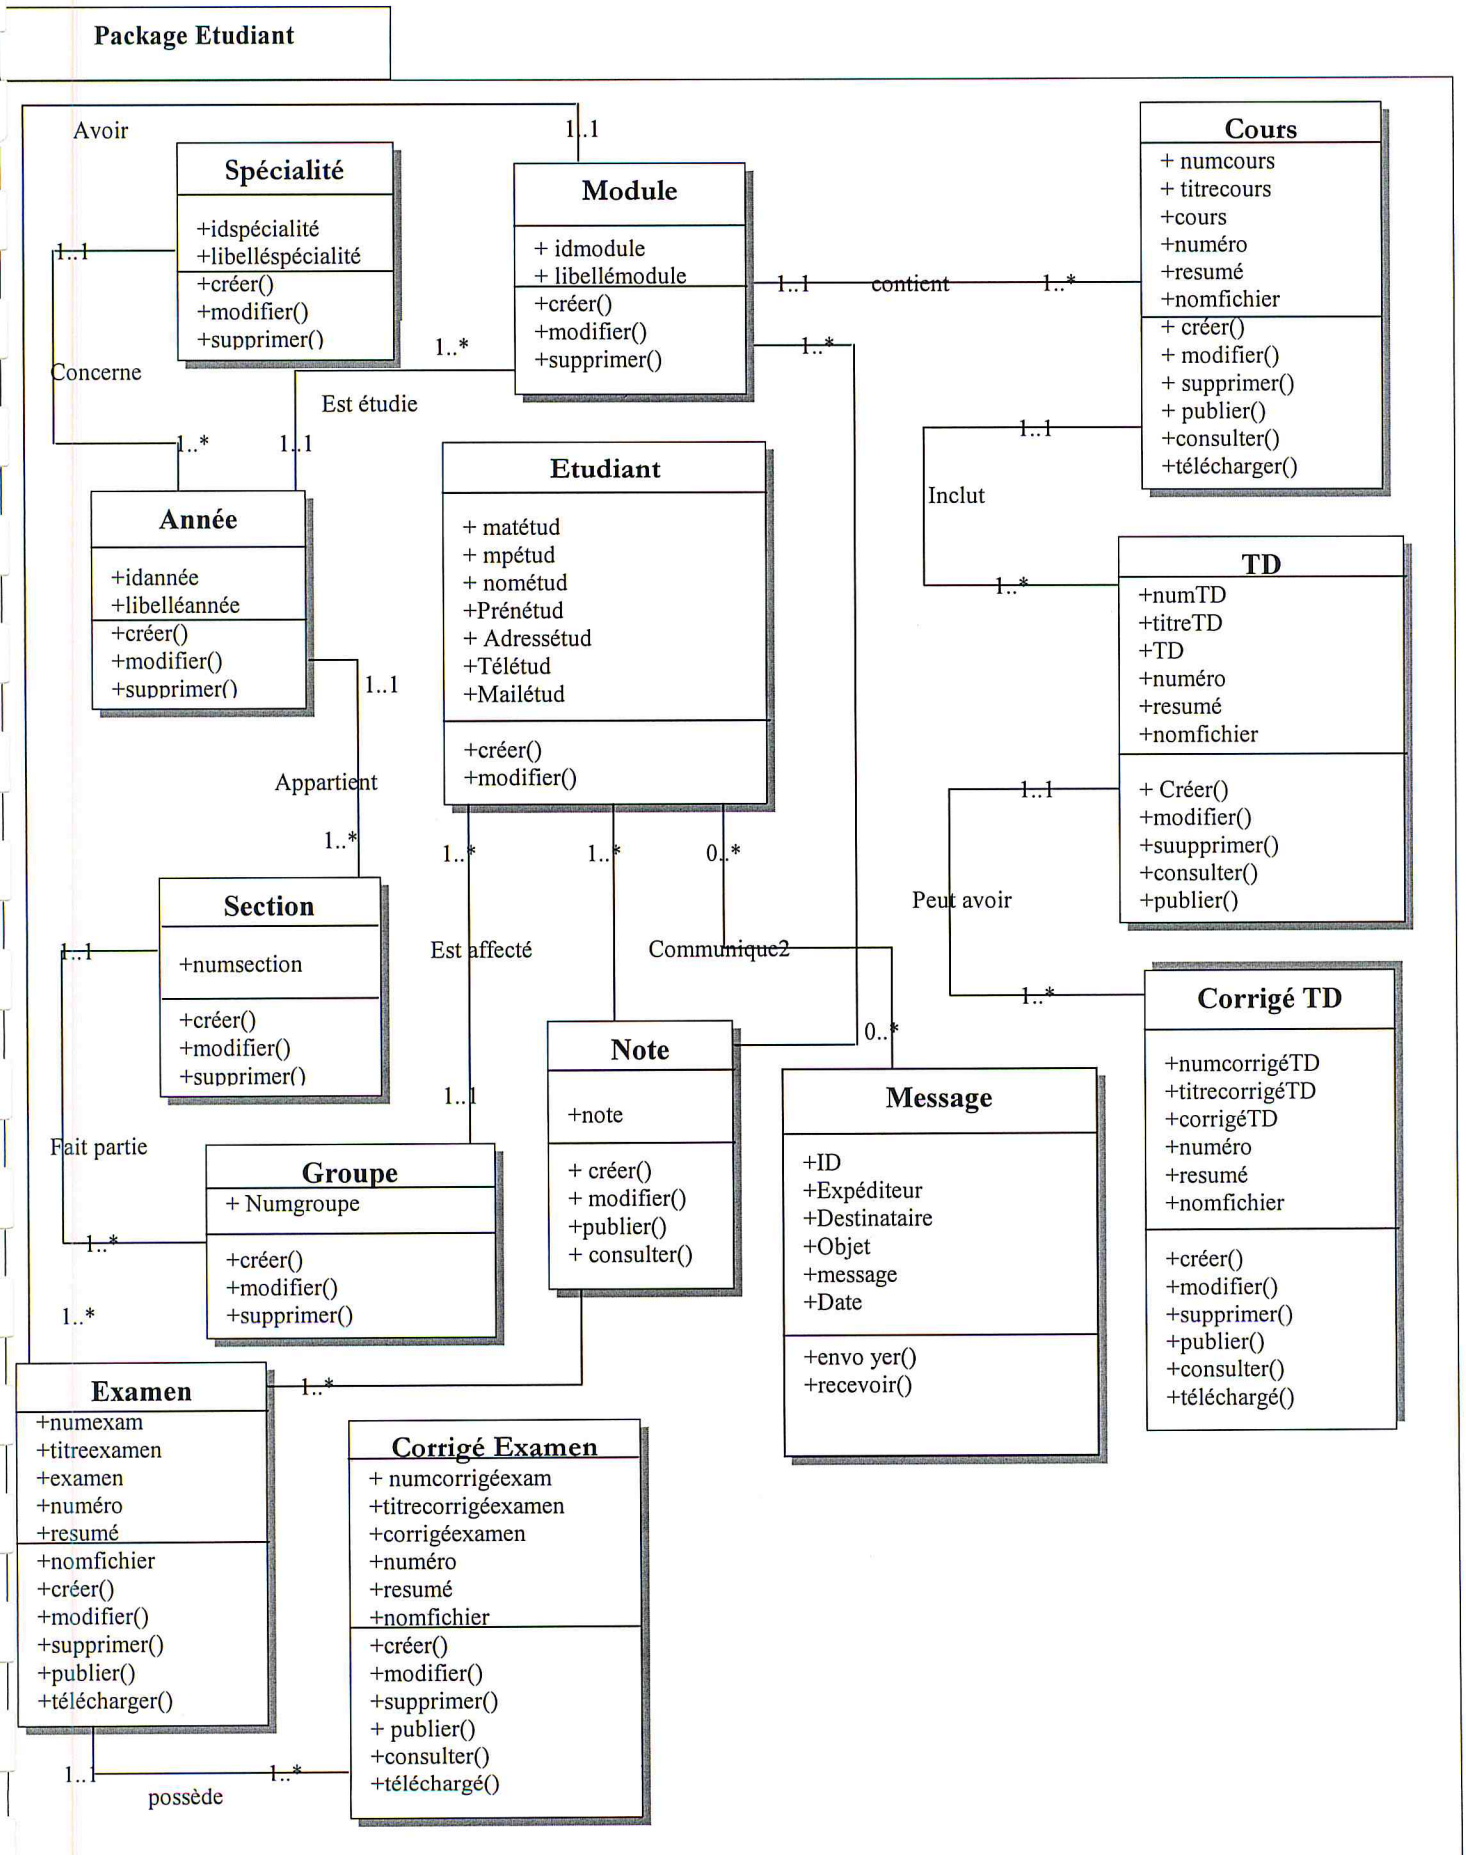 Package Etudiant
Avoir
1..1
Spécialité
+idspécialité
+libelléspécialité
+créer()
+modifier()
+supprimer()
1..1
Concerne
1..*
Module
+ idmodule
+ libellémodule
+créer()
+modifier()
+supprimer()
1..1
contient
1..*
Cours
+ numcours
+ titrecours
+cours
+numéro
+resumé
+nomfichier
+ créer()
+ modifier()
+ supprimer()
+ publier()
+consulter()
+télécharger()
1..*
Est étudie
1..1
1..*
1..1
Inclut
1..*
Année
+idannée
+libelléannée
+créer()
+modifier()
+supprimer()
1..1
Appartient
1..*
Etudiant
+ matétud
+ mpétud
+ nométud
+Prénétud
+ Adressétud
+Télétud
+Mailétud
+créer()
+modifier()
1..*
1..*
0..*
TD
+numTD
+titreTD
+TD
+numéro
+resumé
+nomfichier
+ Créer()
+modifier()
+suupprimer()
+consulter()
+publier()
1..1
Peut avoir
1..*
Section
+numsection
+créer()
+modifier()
+supprimer()
1..1
Fait partie
1..*
Est affecté
1..1
Communique2
0..*
Note
+note
+ créer()
+ modifier()
+publier()
+ consulter()
Message
+ID
+Expéditeur
+Destinataire
+Objet
+message
+Date
+envo yer()
+recevoir()
Corrigé TD
+numcorrigéTD
+titrecorrigéTD
+corrigéTD
+numéro
+resumé
+nomfichier
+créer()
+modifier()
+supprimer()
+publier()
+consulter()
+téléchargé()
Groupe
+ Numgroupe
+créer()
+modifier()
+supprimer()
1..*
Examen
+numexam
+titreexamen
+examen
+numéro
+resumé
+nomfichier
+créer()
+modifier()
+supprimer()
+publier()
+télécharger()
1..*
1..1
possède
1..*
Corrigé Examen
+ numcorrigéexam
+titrecorrigéexamen
+corrigéexamen
+numéro
+resumé
+nomfichier
+créer()
+modifier()
+supprimer()
+ publier()
+consulter()
+téléchargé()